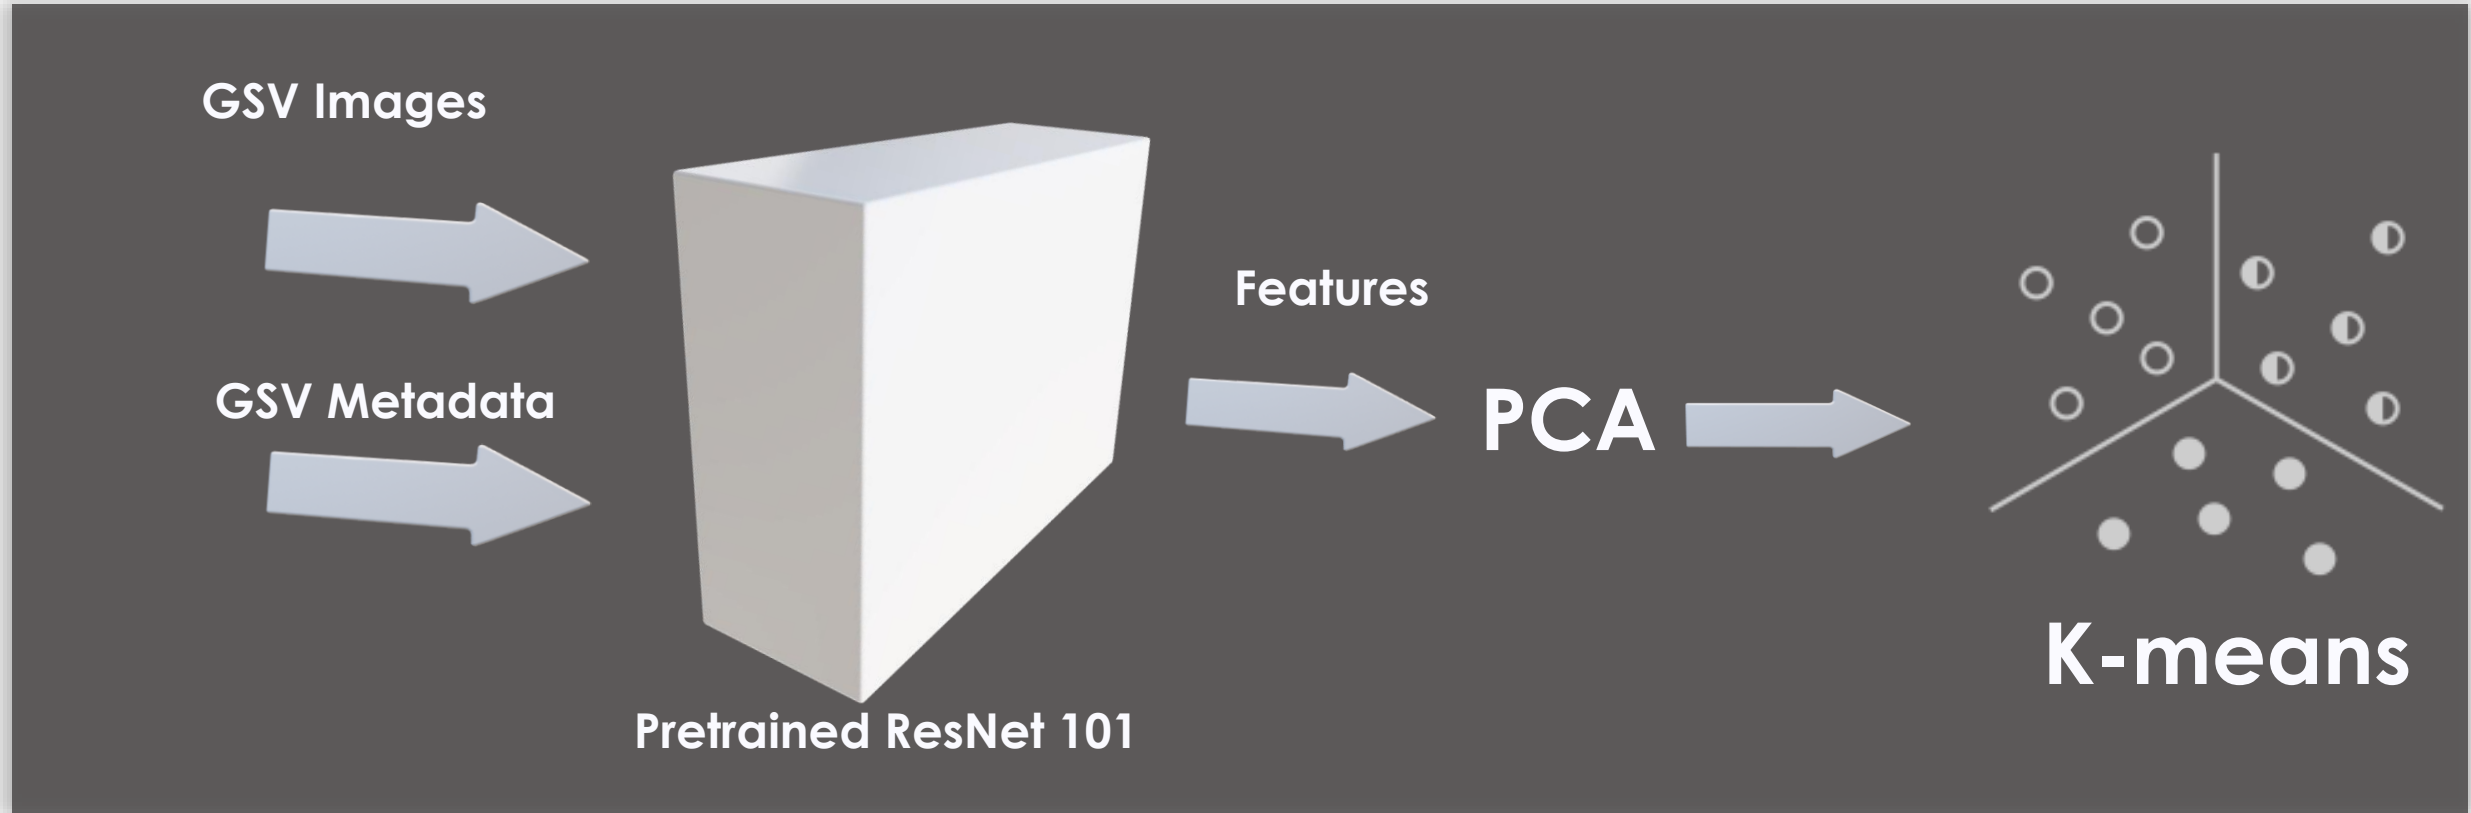 GSV Images
GSV Metadata
Pretrained ResNet 101
Features
PCA
K-means